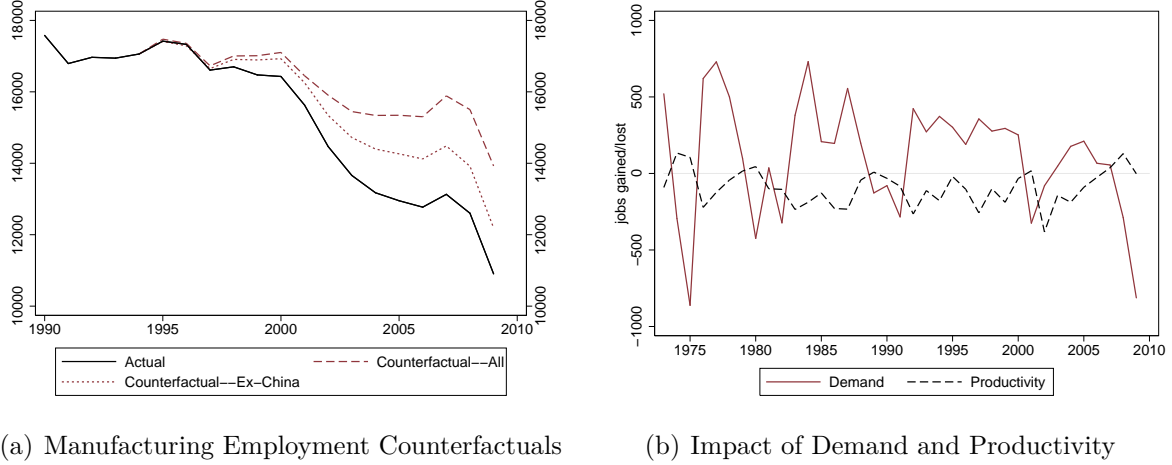 18000
16000
14000
12000
10000
18000
16000
14000
12000
10000
1990 1995 2000 2005 2010
Actual
Counterfactual--All
Counterfactual--Ex-China
(a) Manufacturing Employment Counterfactuals
jobs gained/lost
1000
500
0
-500
-1000
1975 1980 1985 1990 1995 2000 2005 2010
Demand
Productivity
(b) Impact of Demand and Productivity